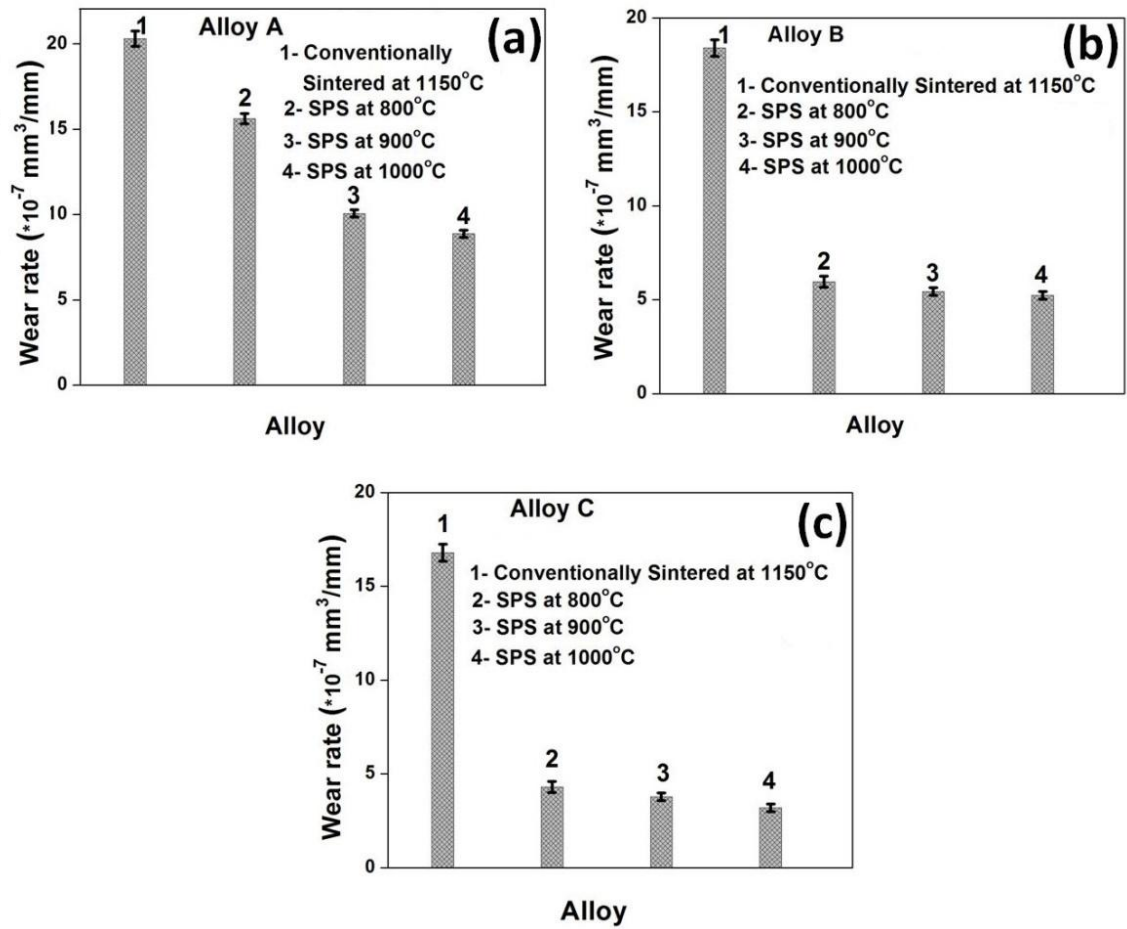 Alloy A
(a)
1- Conventionally
Sintered at 1150°C
2- SPS at 800°C
3- SPS at 900°C
4- SPS at 1000°C
Wear rate (*10⁻⁷ mm³/mm)
20
15
10
5
0
1
2
3
4
Alloy
Alloy B
(b)
1- Conventionally Sintered at 1150°C
2- SPS at 800°C
3- SPS at 900°C
4- SPS at 1000°C
Wear rate (*10⁻⁷ mm³/mm)
20
15
10
5
0
1
2
3
4
Alloy
Alloy C
(c)
1- Conventionally Sintered at 1150°C
2- SPS at 800°C
3- SPS at 900°C
4- SPS at 1000°C
Wear rate (*10⁻⁷ mm³/mm)
20
15
10
5
0
1
2
3
4
Alloy